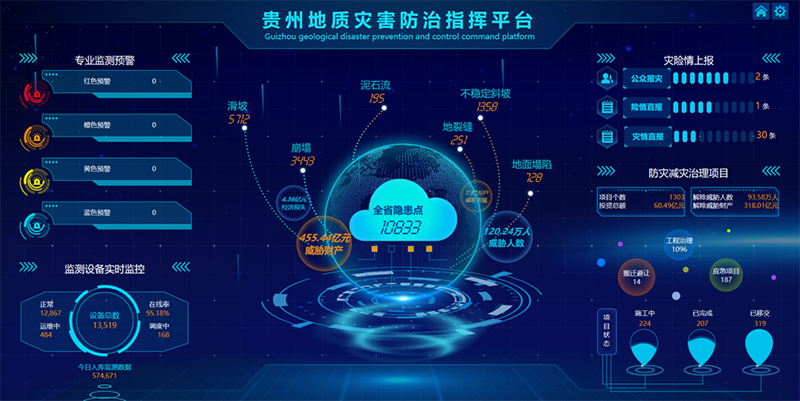 贵州地质灾害防治指挥平台
Guizhou geological disaster prevention and control command platform
专业监测预警
红色预警 0
橙色预警 0
黄色预警 0
蓝色预警 0
监测设备实时监控
正常
12,867
运维中
484
设备总数
13,519
在线率
95.18%
调度中
168
今日入库监测数据
574,671
滑坡
5712
崩塌
3443
泥石流
195
不稳定斜坡
1358
地裂缝
251
地面塌陷
728
全省隐患点
10833
4.36亿元
经济损失
455.44亿元
威胁财产
120.24万人
威胁人数
灾险情上报
公众报灾 2 条
险情直报 1 条
灾情直报 30 条
防灾减灾治理项目
项目个数 1303
投资总额 60.49亿元
解除威胁人数 93.58万人
解除威胁财产 318.01亿元
工程治理
1096
搬迁避让
14
应急项目
187
项目状态
施工中
224
已完成
207
已移交
319